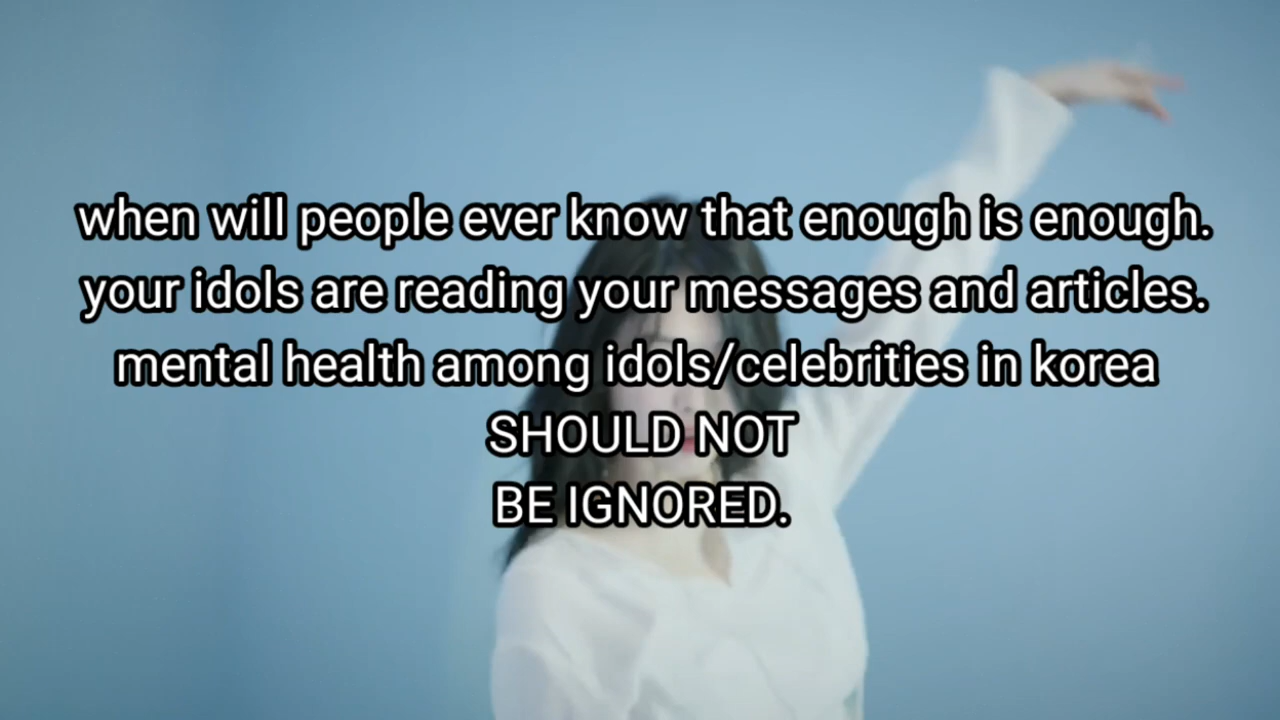 when will people ever know that enough is enough.
your idols are reading your messages and articles.
mental health among idols/celebrities in korea
SHOULD NOT
BE IGNORED.